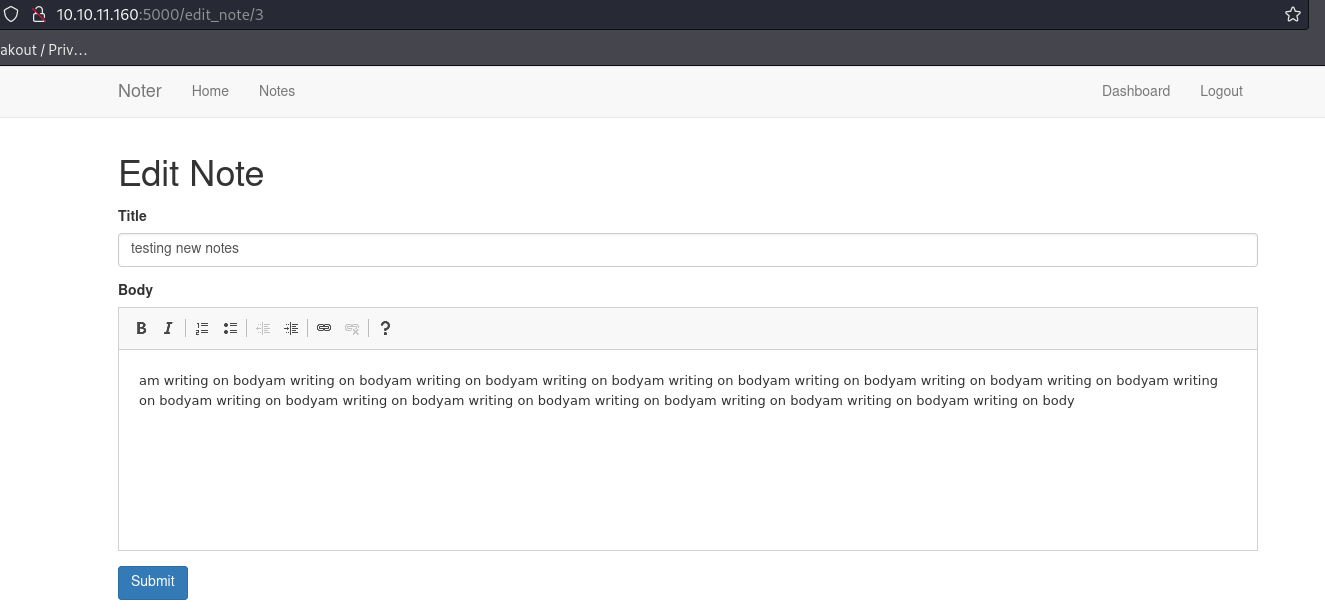 10.10.11.160:5000/edit_note/3
akout / Priv…
Noter Home Notes Dashboard Logout
Edit Note
Title
testing new notes
Body
B I ?
am writing on bodyam writing on bodyam writing on bodyam writing on bodyam writing on bodyam writing on bodyam writing on bodyam writing on bodyam writing
on bodyam writing on bodyam writing on bodyam writing on bodyam writing on bodyam writing on bodyam writing on bodyam writing on body
Submit